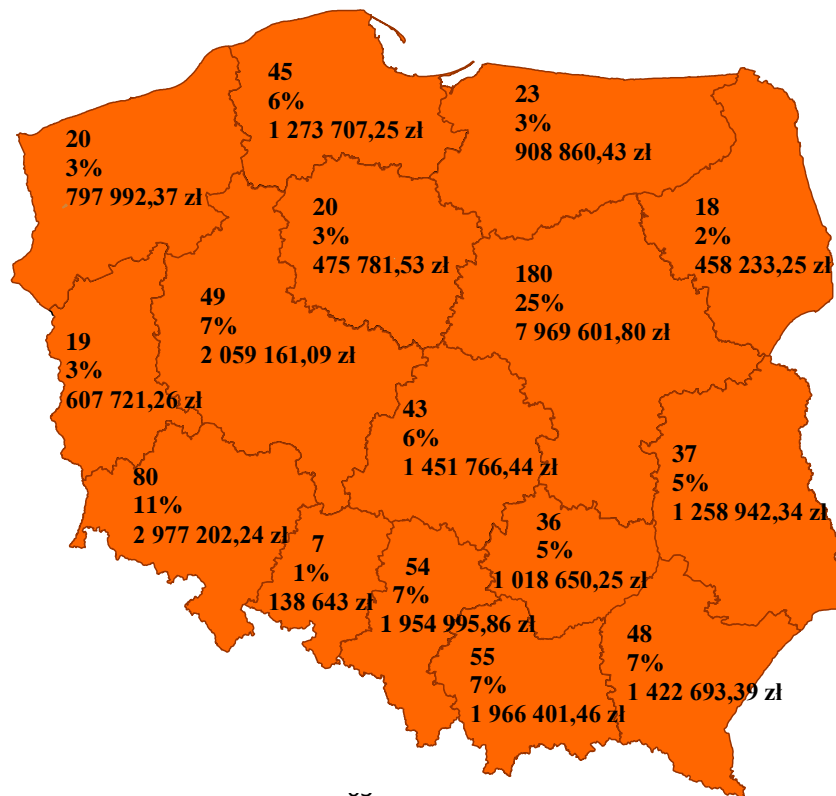 45
6%
1 273 707,25 zł
23
3%
908 860,43 zł
20
3%
797 992,37 zł
20
3%
475 781,53 zł
18
2%
458 233,25 zł
180
25%
7 969 601,80 zł
49
7%
2 059 161,09 zł
19
3%
607 721,26 zł
43
6%
1 451 766,44 zł
37
5%
1 258 942,34 zł
80
11%
2 977 202,24 zł
36
5%
1 018 650,25 zł
7
1%
138 643 zł
54
7%
1 954 995,86 zł
48
7%
1 422 693,39 zł
55
7%
1 966 401,46 zł